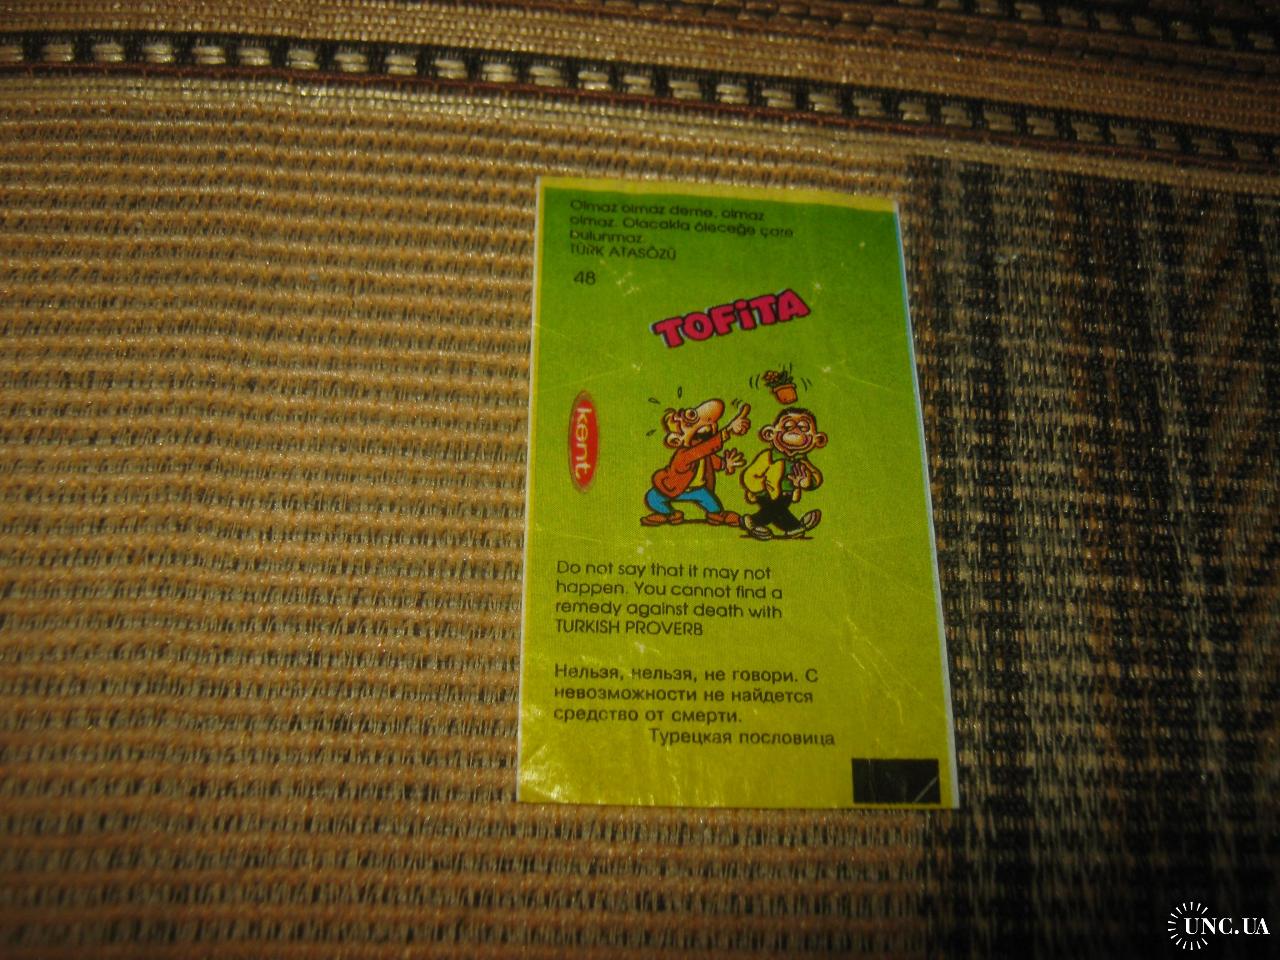 Olmaz olmaz deme, olmaz
olmaz. Olacakla öleceğe çare
bulunmaz.
TÜRK ATASÖZÜ
48
TOFiTA
kent
Do not say that it may not
happen. You cannot find a
remedy against death with
TURKISH PROVERB
Нельзя, нельзя, не говори. С
невозможности не найдется
средство от смерти.
Турецкая пословица
UNC.UA